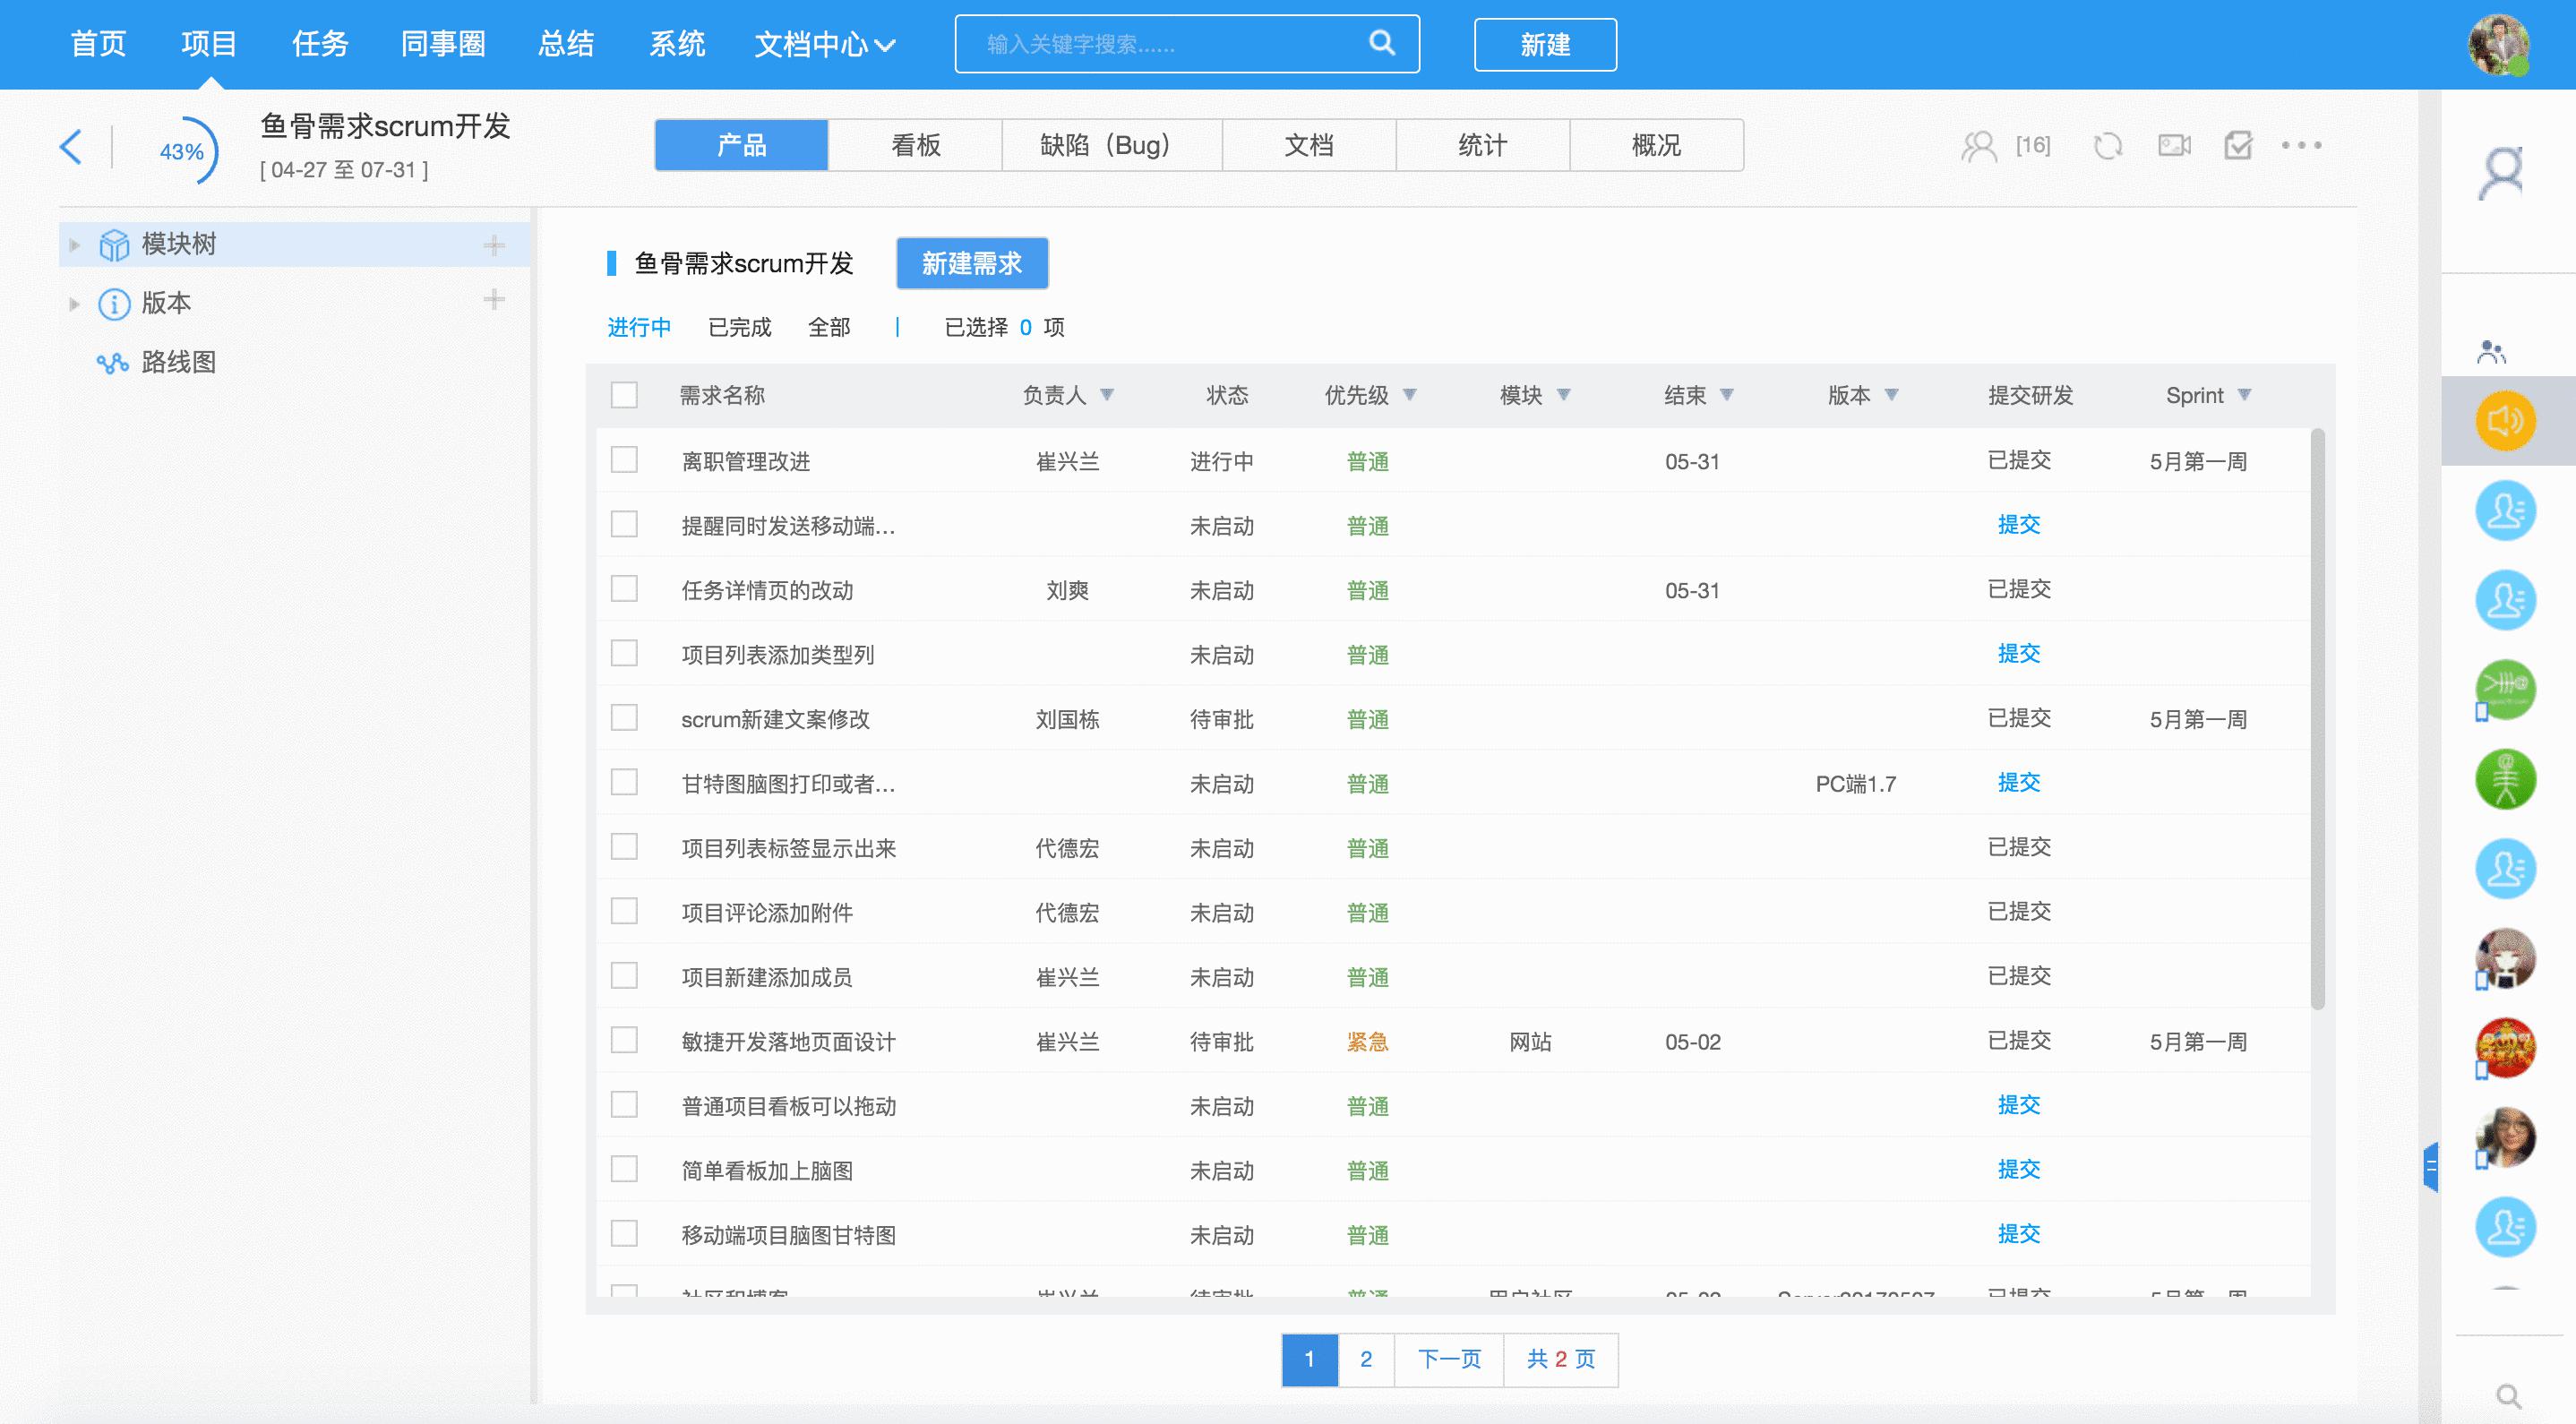 首页 项目 任务 同事圈 总结 系统 文档中心 输入关键字搜索...... 新建
43% 鱼骨需求scrum开发
[ 04-27 至 07-31 ]
产品 看板 缺陷（Bug） 文档 统计 概况 [16]
模块树
版本
路线图
鱼骨需求scrum开发 新建需求
进行中 已完成 全部 | 已选择 0 项
需求名称 负责人 状态 优先级 模块 结束 版本 提交研发 Sprint
离职管理改进 崔兴兰 进行中 普通 05-31 已提交 5月第一周
提醒同时发送移动端... 未启动 普通 提交
任务详情页的改动 刘爽 未启动 普通 05-31 已提交
项目列表添加类型列 未启动 普通 提交
scrum新建文案修改 刘国栋 待审批 普通 已提交 5月第一周
甘特图脑图打印或者... 未启动 普通 PC端1.7 提交
项目列表标签显示出来 代德宏 未启动 普通 已提交
项目评论添加附件 代德宏 未启动 普通 已提交
项目新建添加成员 崔兴兰 未启动 普通 已提交
敏捷开发落地页面设计 崔兴兰 待审批 紧急 网站 05-02 已提交 5月第一周
普通项目看板可以拖动 未启动 普通 提交
简单看板加上脑图 未启动 普通 提交
移动端项目脑图甘特图 未启动 普通 提交
1 2 下一页 共 2 页